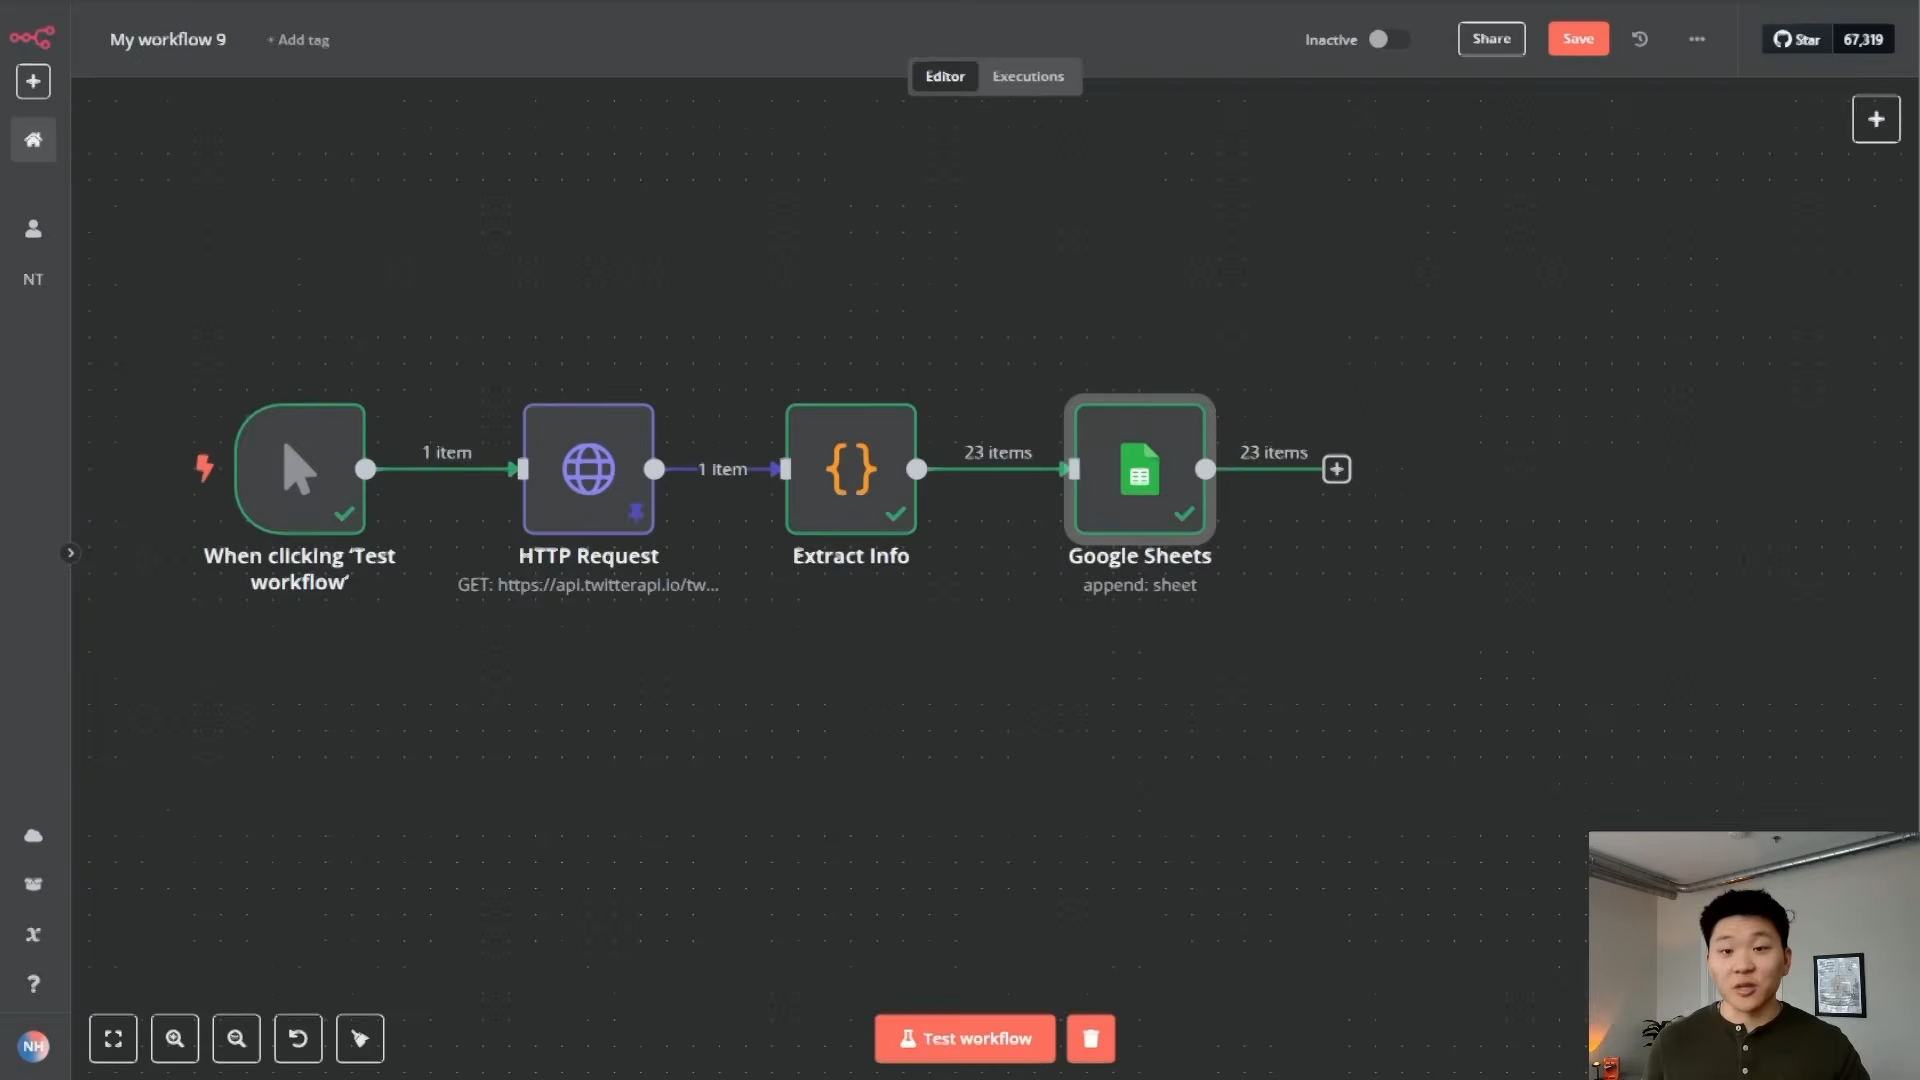 My workflow 9
+ Add tag
Inactive
Share
Save
Star
67,319
Editor
Executions
NT
1 item
1 item
23 items
23 items
When clicking ‘Test
workflow’
HTTP Request
GET: https://api.twitterapi.io/tw...
Extract Info
Google Sheets
append: sheet
NH
Test workflow